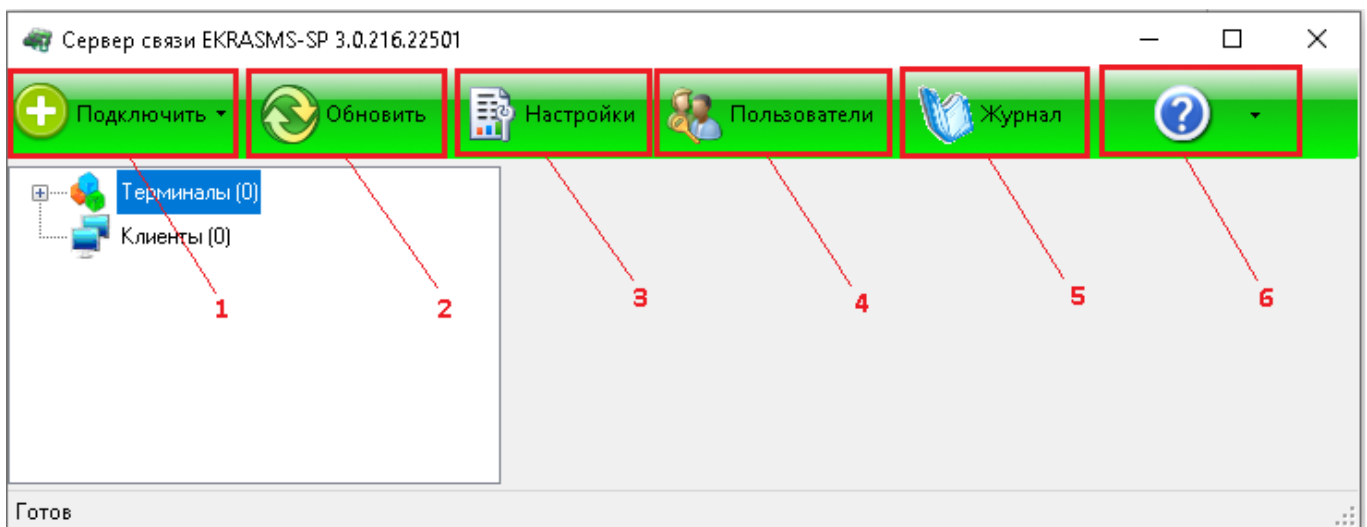 Сервер связи EKRASMS-SP 3.0.216.22501
Подключить Обновить Настройки Пользователи Журнал
Терминалы (0)
Клиенты (0)
1 2 3 4 5 6
Готов